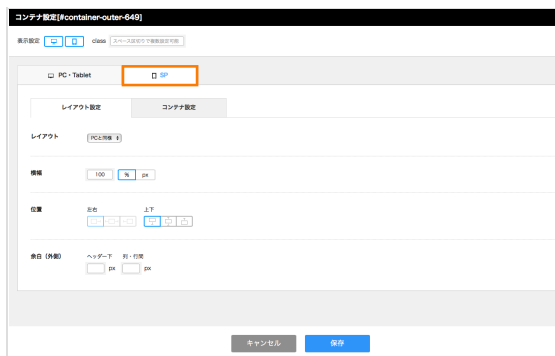 コンテナ設定[#container-outer-649]
表示設定 class スペース区切りで複数設定可能
PC・Tablet SP
レイアウト設定 コンテナ設定
レイアウト PCと同様
横幅 100 % px
位置 左右 上下
余白（外側） ヘッダー下 列・行間
px px
キャンセル 保存